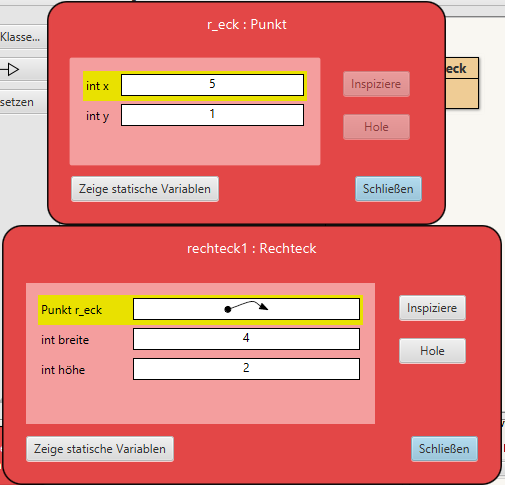 r_eck : Punkt
Klasse...
eck
int x 5 Inspiziere
setzen
int y 1 Hole
Zeige statische Variablen Schließen
rechteck1 : Rechteck
Punkt r_eck Inspiziere
int breite 4 Hole
int höhe 2
Zeige statische Variablen Schließen